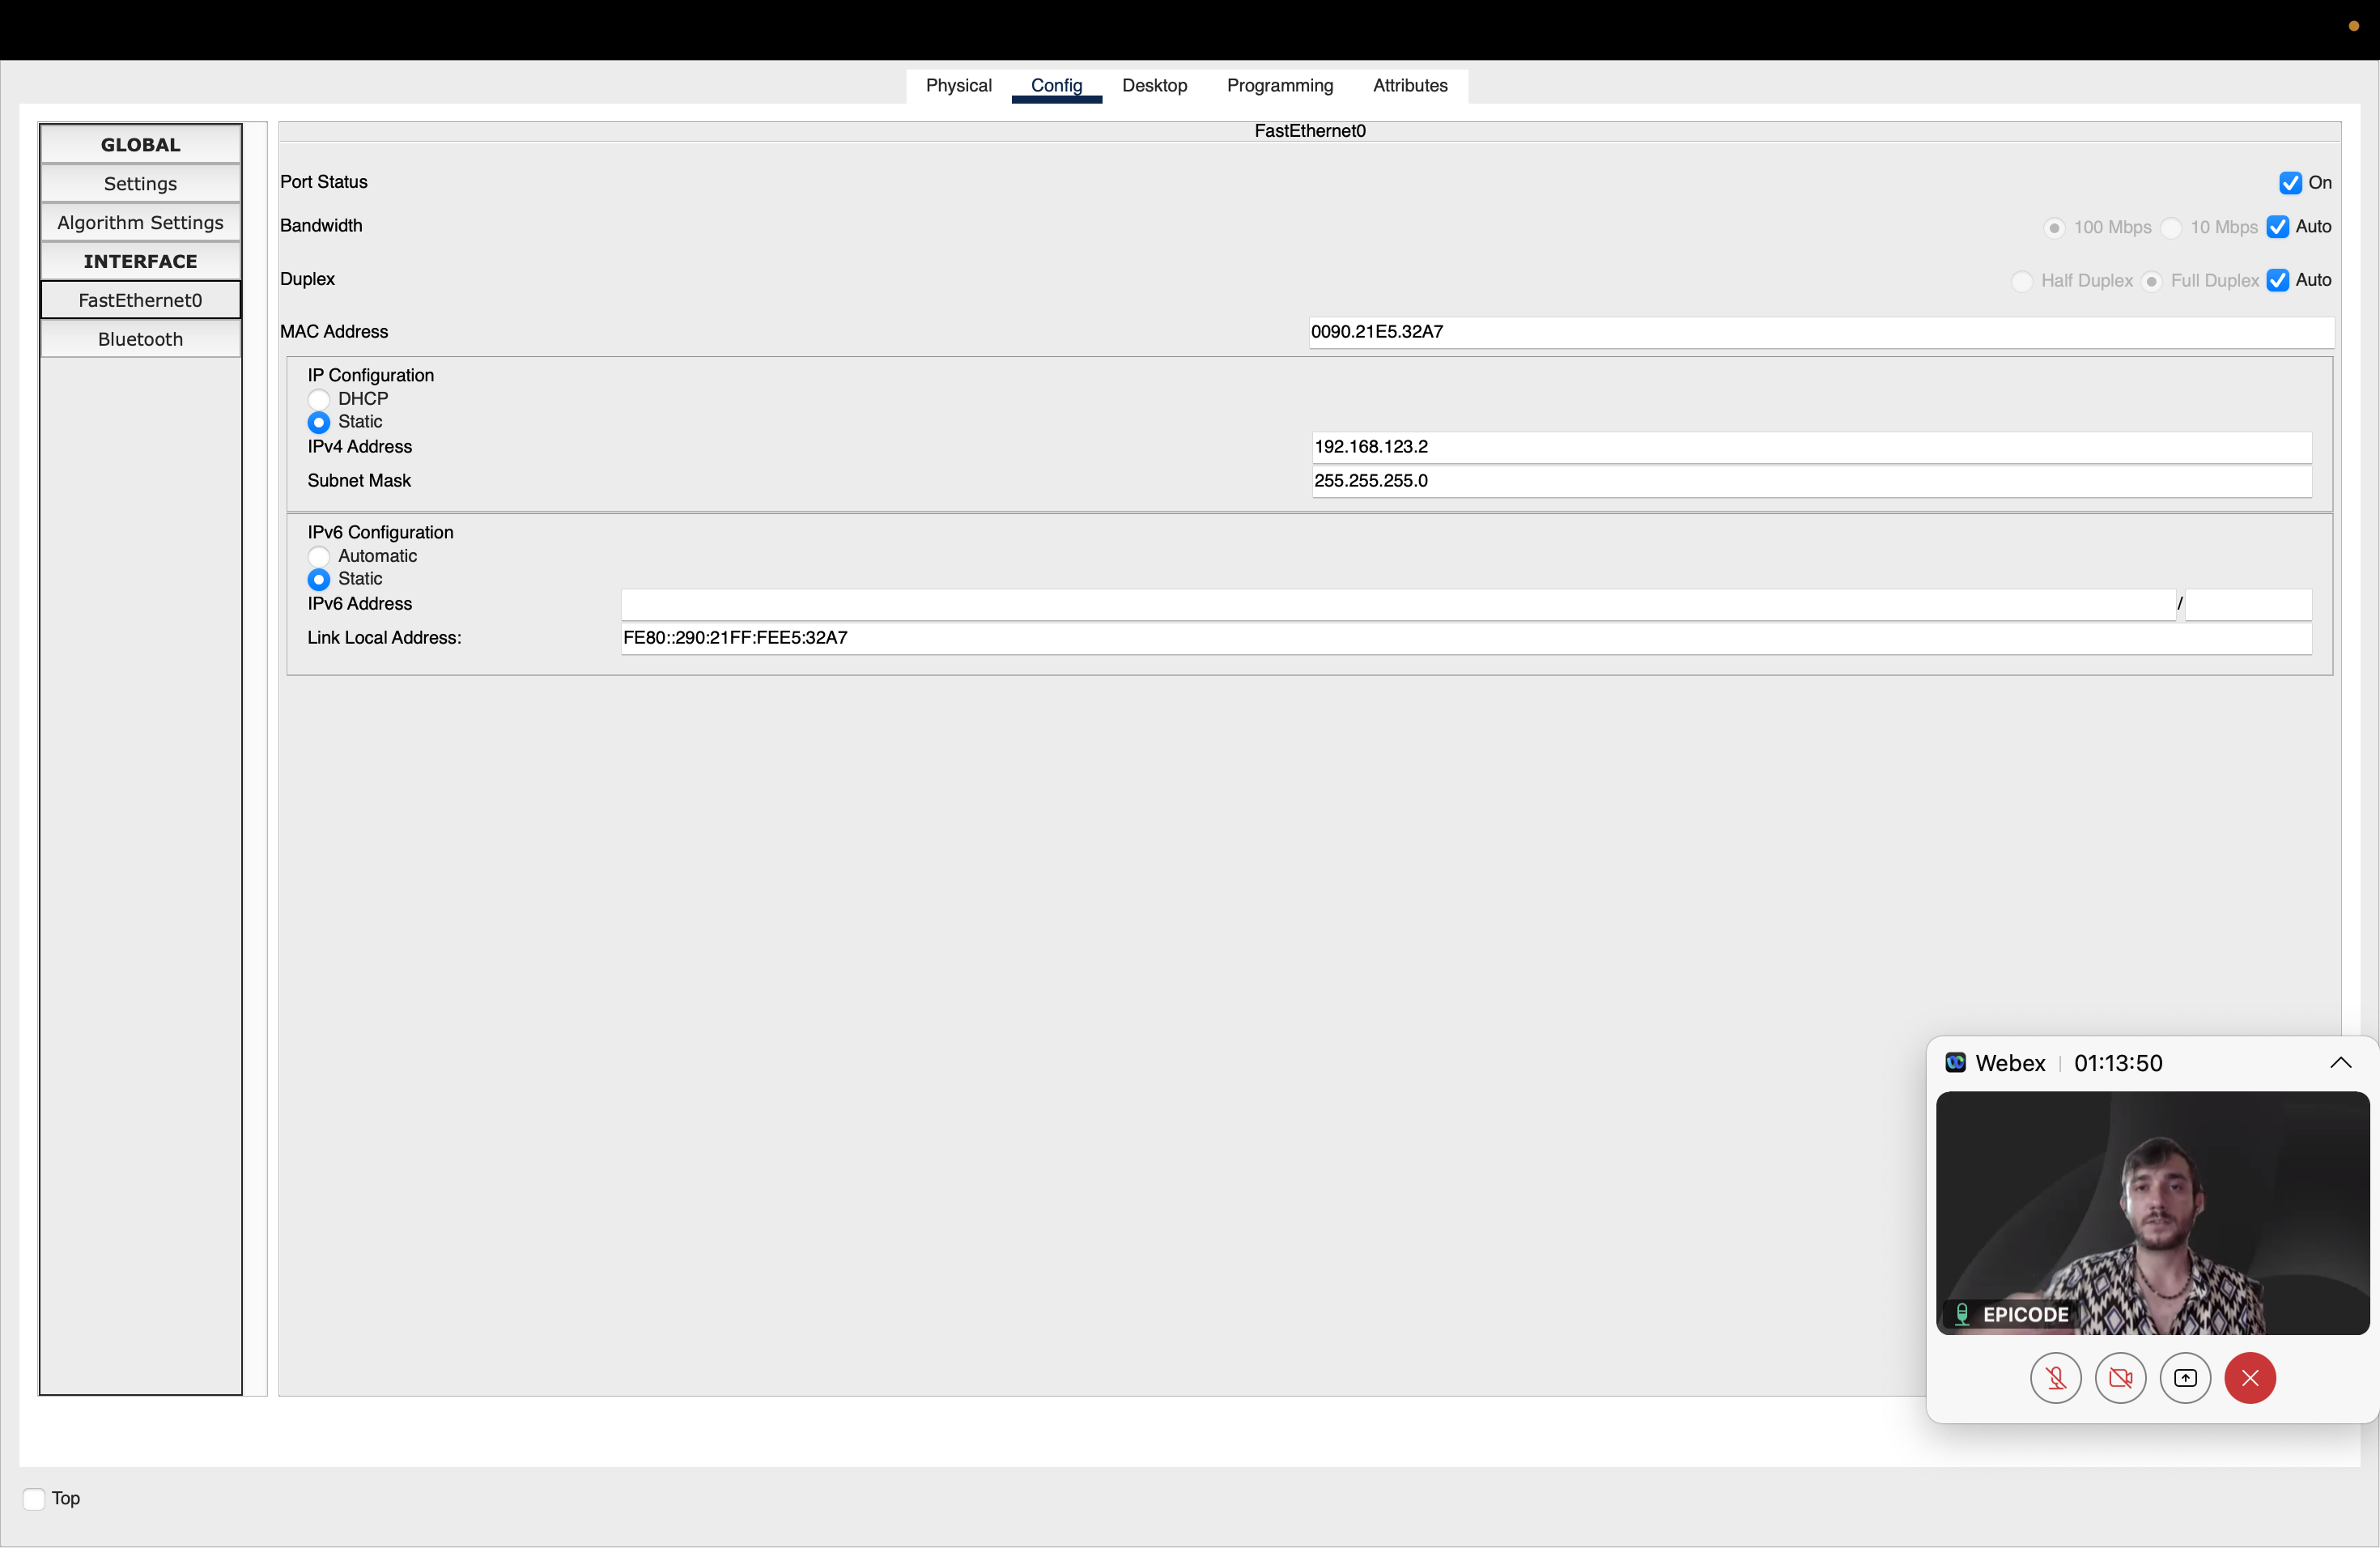 Physical Config Desktop Programming Attributes
GLOBAL
Settings
Algorithm Settings
INTERFACE
FastEthernet0
Bluetooth
FastEthernet0
Port Status On
Bandwidth 100 Mbps 10 Mbps Auto
Duplex Half Duplex Full Duplex Auto
MAC Address 0090.21E5.32A7
IP Configuration
DHCP
Static
IPv4 Address 192.168.123.2
Subnet Mask 255.255.255.0
IPv6 Configuration
Automatic
Static
IPv6 Address /
Link Local Address: FE80::290:21FF:FEE5:32A7
Webex | 01:13:50
EPICODE
Top